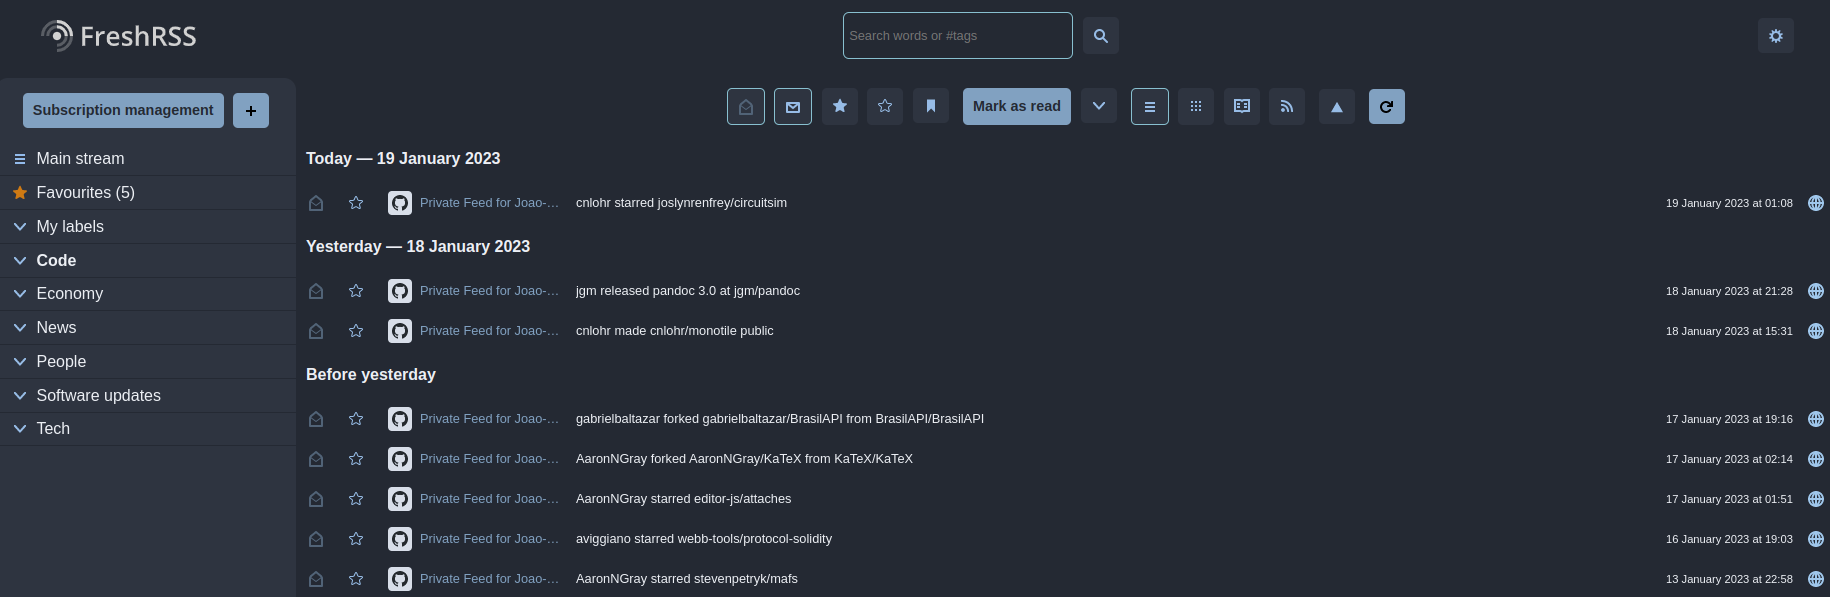 FreshRSS
Search words or #tags
Subscription management
Mark as read
Main stream
Favourites (5)
My labels
Code
Economy
News
People
Software updates
Tech
Today — 19 January 2023
Private Feed for Joao-… cnlohr starred joslynrenfrey/circuitsim 19 January 2023 at 01:08
Yesterday — 18 January 2023
Private Feed for Joao-… jgm released pandoc 3.0 at jgm/pandoc 18 January 2023 at 21:28
Private Feed for Joao-… cnlohr made cnlohr/monotile public 18 January 2023 at 15:31
Before yesterday
Private Feed for Joao-… gabrielbaltazar forked gabrielbaltazar/BrasilAPI from BrasilAPI/BrasilAPI 17 January 2023 at 19:16
Private Feed for Joao-… AaronNGray forked AaronNGray/KaTeX from KaTeX/KaTeX 17 January 2023 at 02:14
Private Feed for Joao-… AaronNGray starred editor-js/attaches 17 January 2023 at 01:51
Private Feed for Joao-… aviggiano starred webb-tools/protocol-solidity 16 January 2023 at 19:03
Private Feed for Joao-… AaronNGray starred stevenpetryk/mafs 13 January 2023 at 22:58